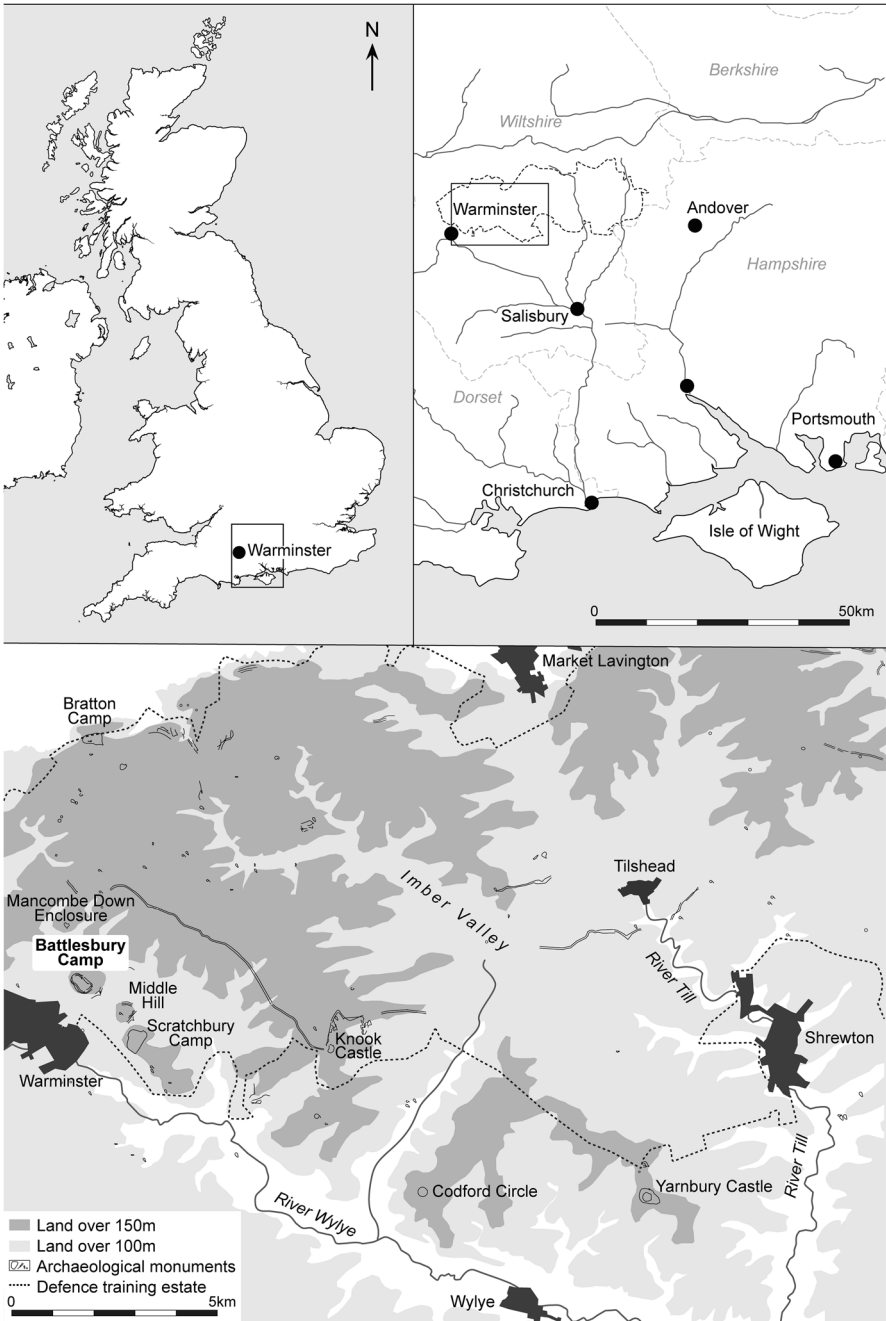 N
Warminster
Berkshire
Wiltshire
Warminster
Andover
Hampshire
Salisbury
Dorset
Portsmouth
Christchurch
Isle of Wight
0
50km
Market Lavington
Bratton
Camp
Tilshead
Imber Valley
Mancombe Down
Enclosure
Battlesbury
Camp
River Till
Middle
Hill
Scratchbury Camp
Knook
Castle
Shrewton
Warminster
River Till
Codford Circle
Yarnbury Castle
River Wylye
Land over 150m
Land over 100m
Archaeological monuments
Defence training estate
0
5km
Wylye